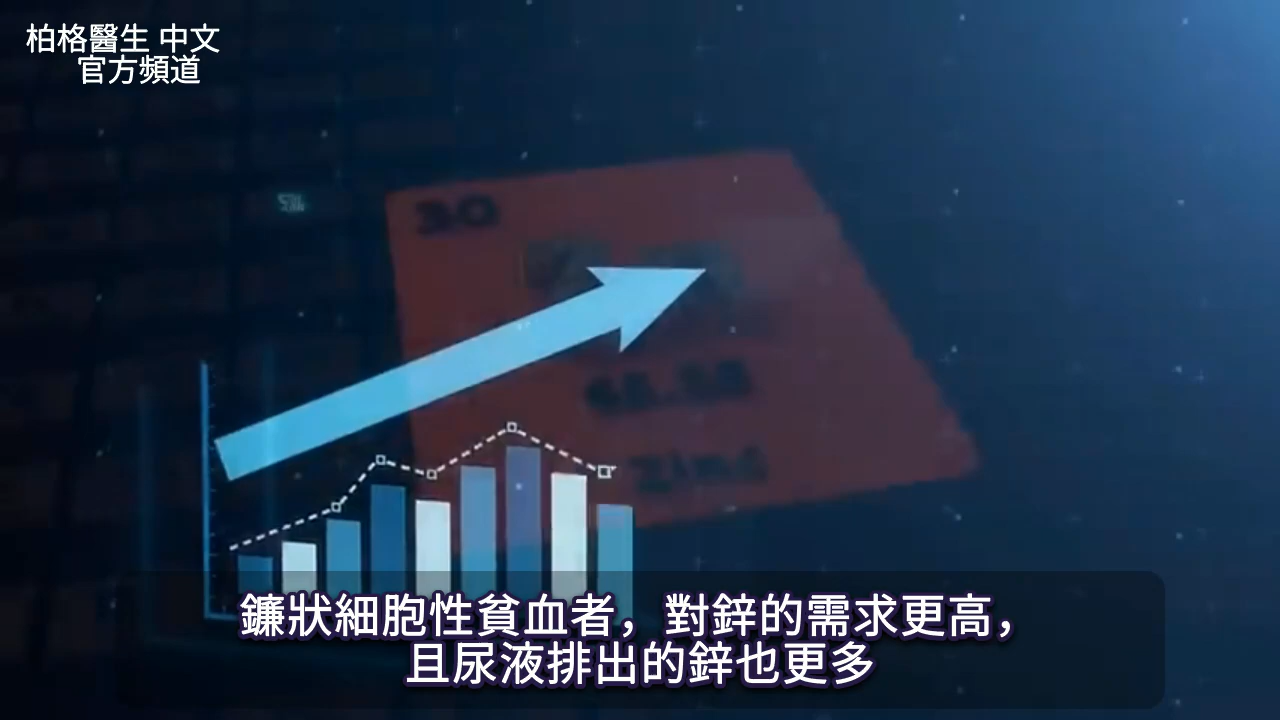 柏格醫生 中文
官方頻道
30
鐮狀細胞性貧血者，對鋅的需求更高，
且尿液排出的鋅也更多